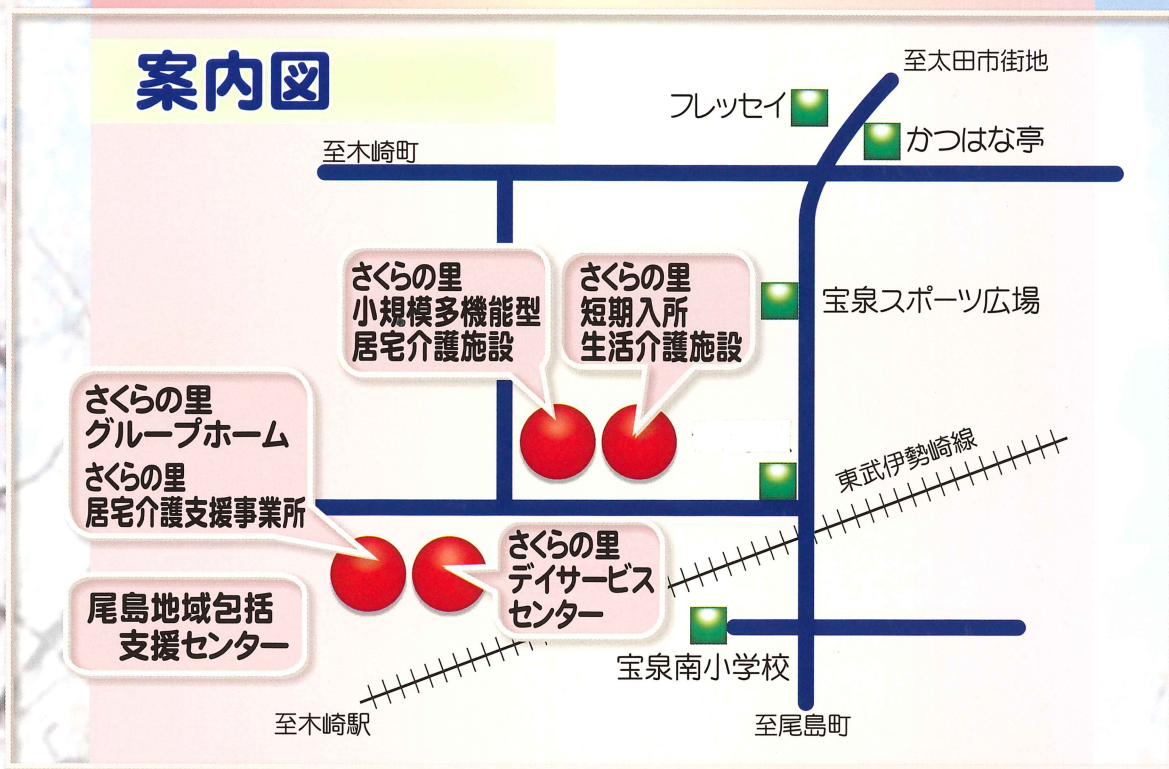 案内図
至太田市街地
フレッセイ
かつはな亭
至木崎町
さくらの里
小規模多機能型
居宅介護施設
さくらの里
短期入所
生活介護施設
宝泉スポーツ広場
さくらの里
グループホーム
さくらの里
居宅介護支援事業所
東武伊勢崎線
さくらの里
デイサービス
センター
尾島地域包括
支援センター
宝泉南小学校
至木崎駅
至尾島町